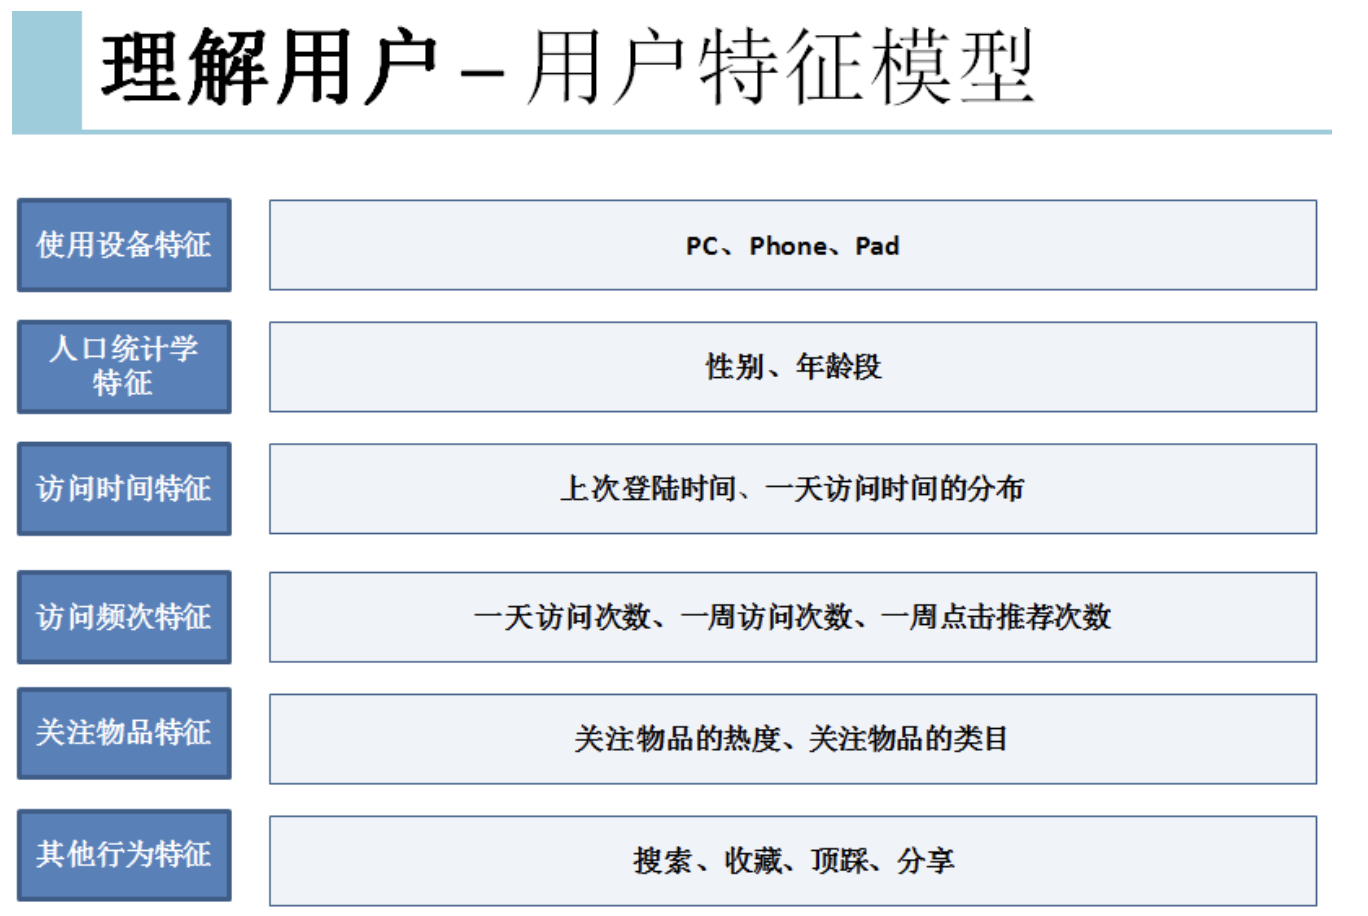 理解用户 – 用户特征模型
使用设备特征
PC、Phone、Pad
人口统计学
特征
性别、年龄段
访问时间特征
上次登陆时间、一天访问时间的分布
访问频次特征
一天访问次数、一周访问次数、一周点击推荐次数
关注物品特征
关注物品的热度、关注物品的类目
其他行为特征
搜索、收藏、顶踩、分享